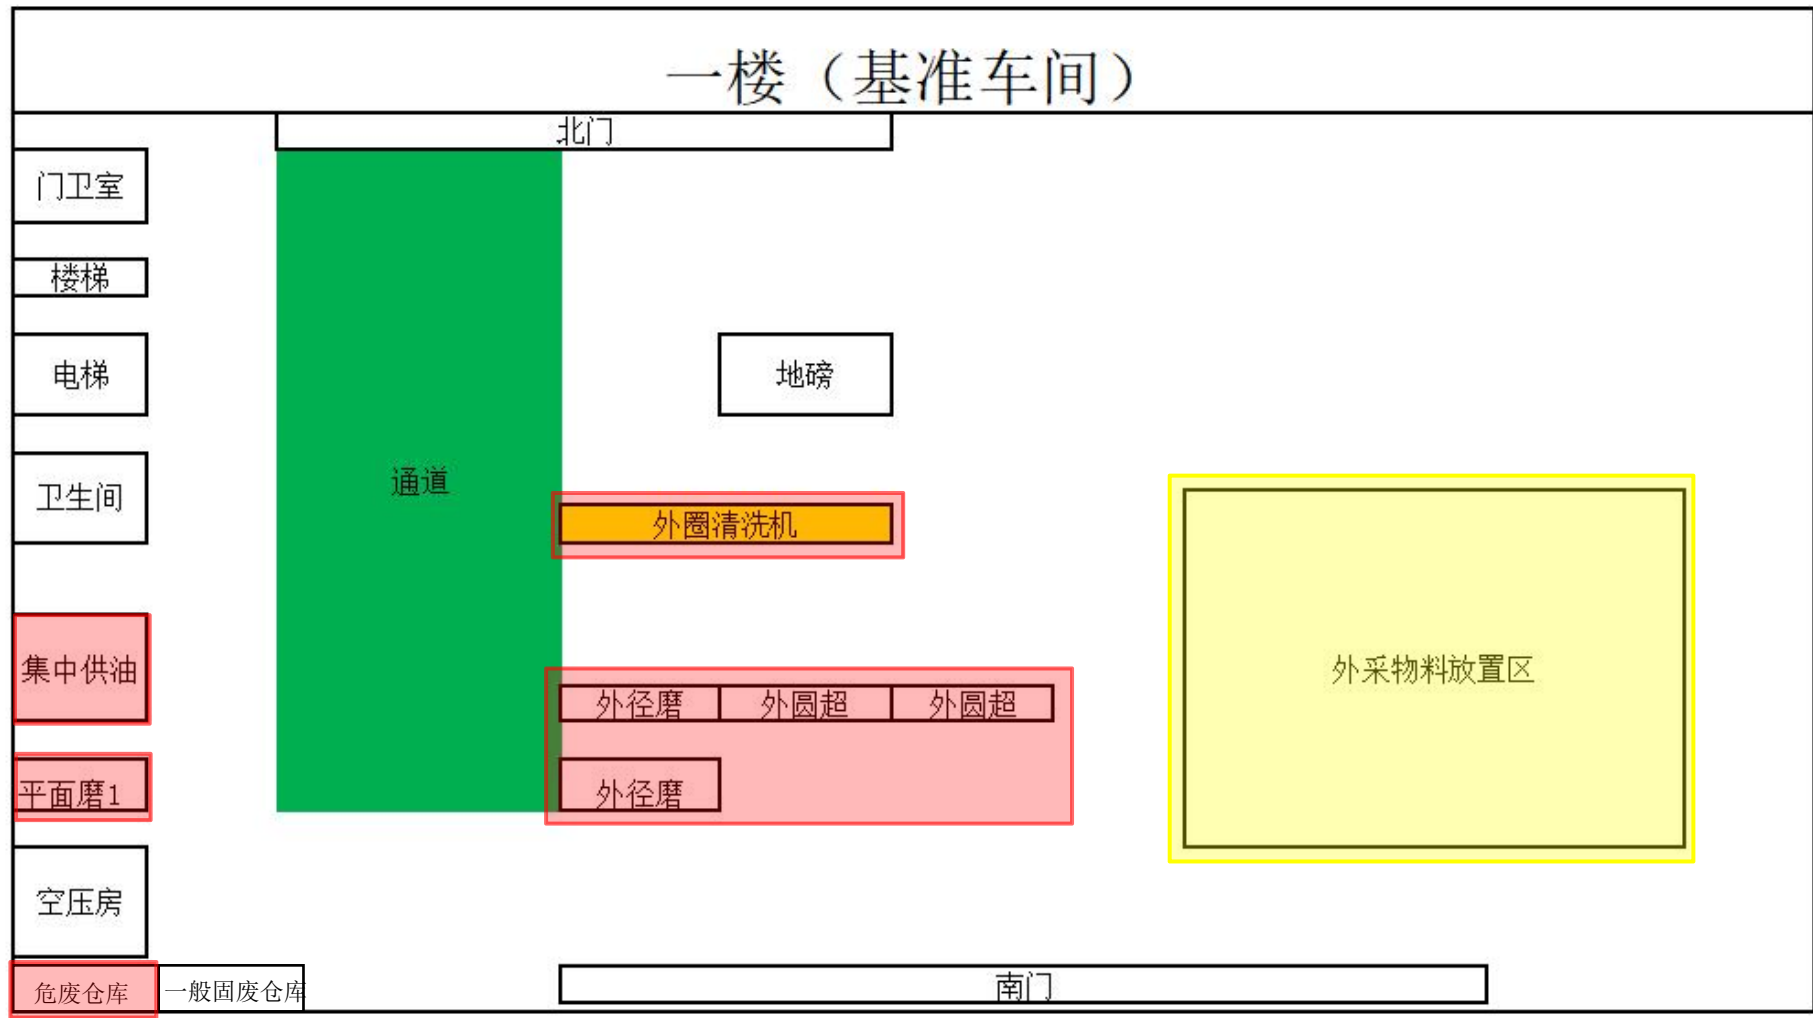 一楼（基准车间）
北门
门卫室
楼梯
电梯
地磅
通道
卫生间
外圈清洗机
集中供油
外采物料放置区
外径磨
外圆超
外圆超
平面磨1
外径磨
空压房
危废仓库
一般固废仓库
南门